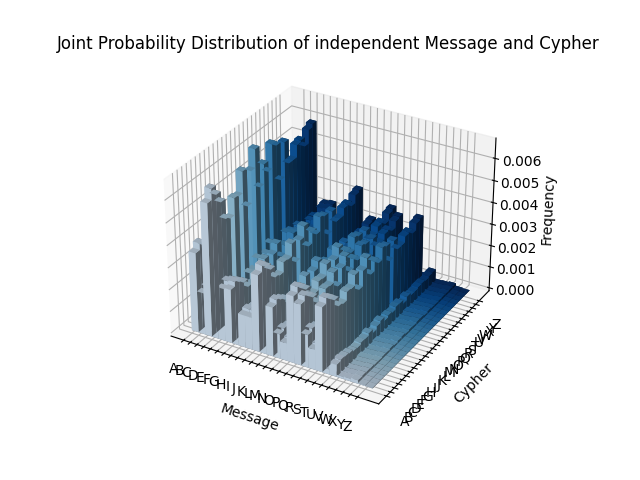 Joint Probability Distribution of independent Message and Cypher
0.006
0.005
0.004
0.003
0.002
0.001
0.000
Frequency
A B C D E F G H I J K L M N O P Q R S T U V W X Y Z
Message
Cypher